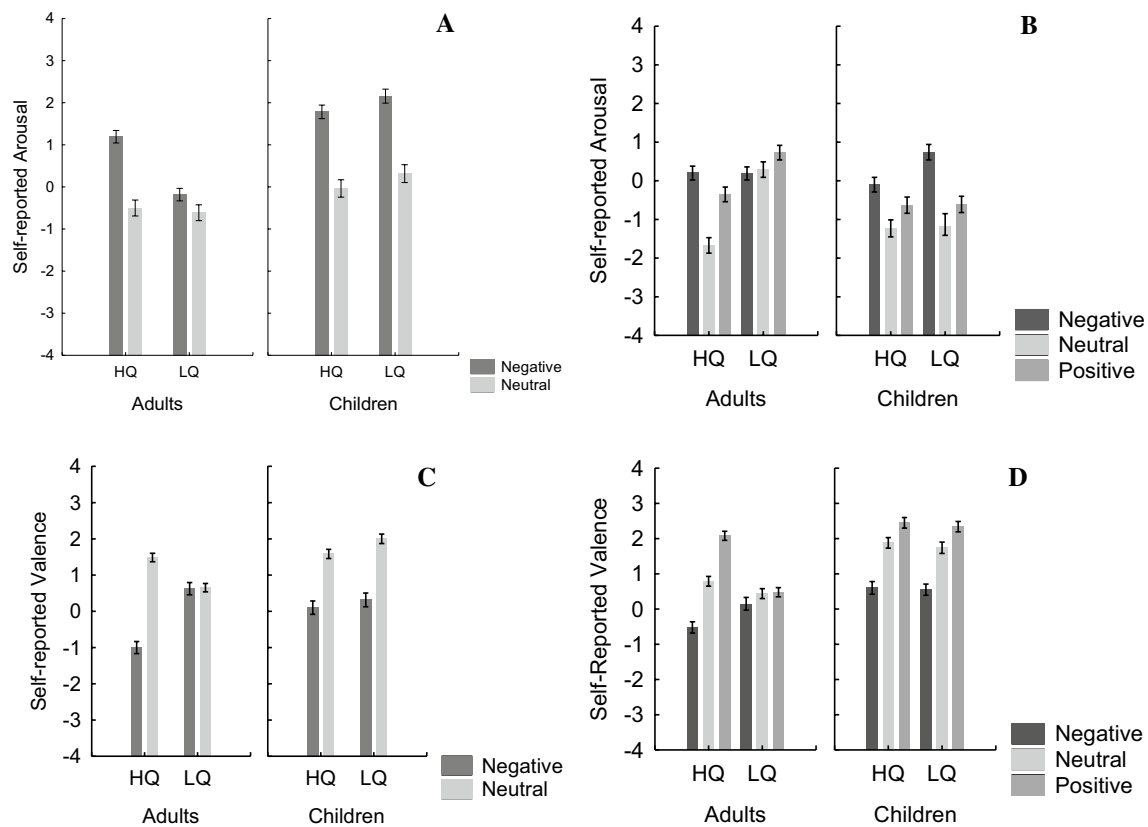 A
Self-reported Arousal
4
3
2
1
0
-1
-2
-3
-4
HQ LQ HQ LQ
Adults Children
Negative
Neutral
B
Self-reported Arousal
4
3
2
1
0
-1
-2
-3
-4
HQ LQ HQ LQ
Adults Children
Negative
Neutral
Positive
C
Self-reported Valence
4
3
2
1
0
-1
-2
-3
-4
HQ LQ HQ LQ
Adults Children
Negative
Neutral
D
Self-Reported Valence
4
3
2
1
0
-1
-2
-3
-4
HQ LQ HQ LQ
Adults Children
Negative
Neutral
Positive